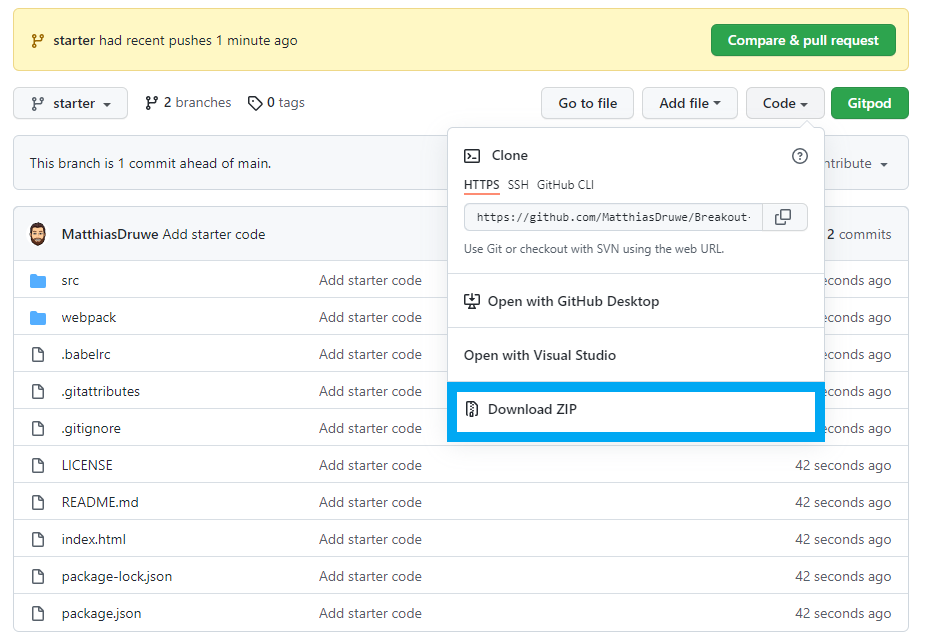 starter had recent pushes 1 minute ago
Compare & pull request
starter
2 branches
0 tags
Go to file
Add file
Code
Gitpod
This branch is 1 commit ahead of main.
Clone
HTTPS SSH GitHub CLI
https://github.com/MatthiasDruwe/Breakout-
Use Git or checkout with SVN using the web URL.
Open with GitHub Desktop
Open with Visual Studio
Download ZIP
MatthiasDruwe Add starter code
2 commits
src Add starter code ago
webpack Add starter code ago
.babelrc Add starter code ago
.gitattributes Add starter code ago
.gitignore Add starter code ago
LICENSE Add starter code 42 seconds ago
README.md Add starter code 42 seconds ago
index.html Add starter code 42 seconds ago
package-lock.json Add starter code 42 seconds ago
package.json Add starter code 42 seconds ago